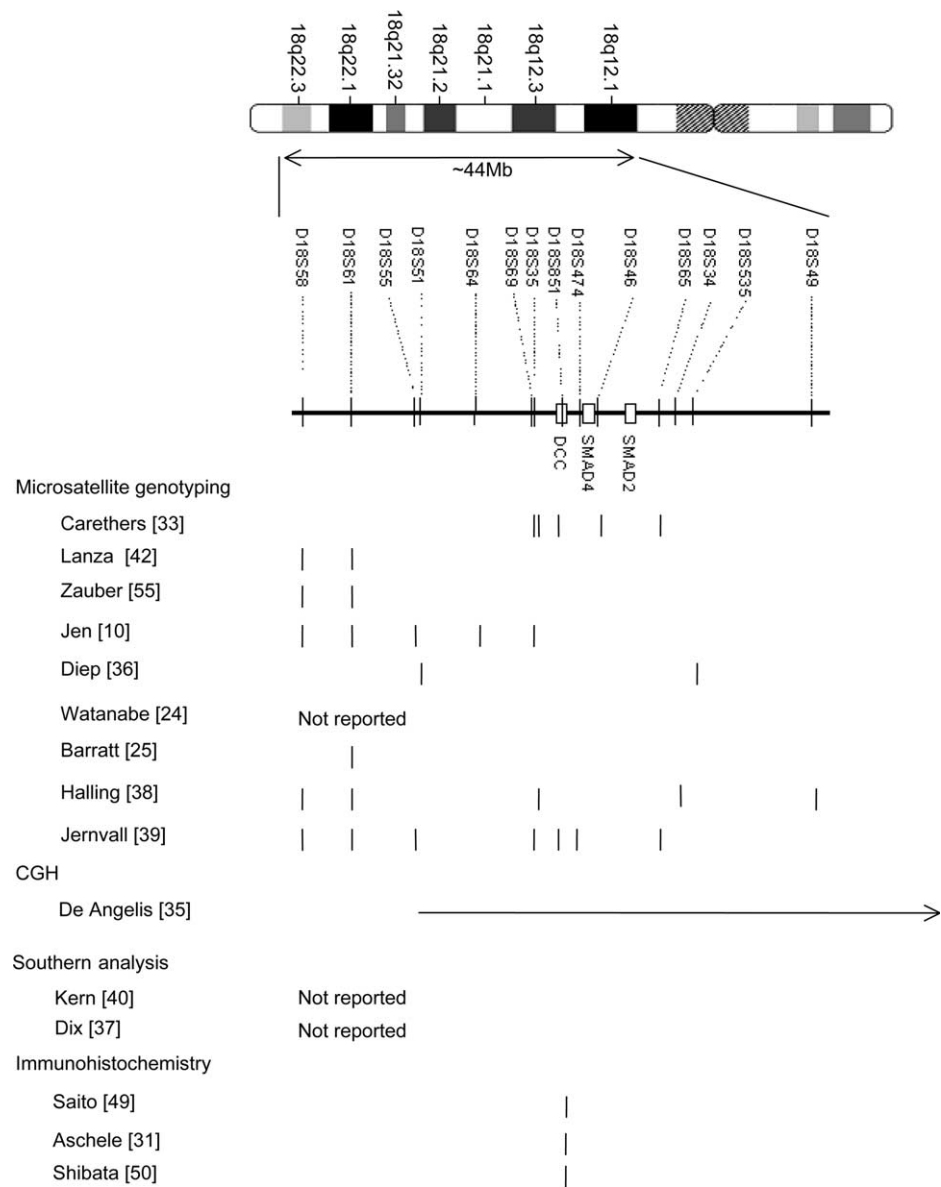 18q22.3
18q22.1
18q21.32
18q21.2
18q21.1
18q12.3
18q12.1
~44Mb
D18S58
D18S61
D18S55
D18S51
D18S64
D18S69
D18S35
D18S851
D18S474
D18S46
D18S65
D18S34
D18S535
D18S49
DCC
SMAD4
SMAD2
Microsatellite genotyping
Carethers [33]
Lanza [42]
Zauber [55]
Jen [10]
Diep [36]
Watanabe [24] Not reported
Barratt [25]
Halling [38]
Jernvall [39]
CGH
De Angelis [35]
Southern analysis
Kern [40] Not reported
Dix [37] Not reported
Immunohistochemistry
Saito [49]
Aschele [31]
Shibata [50]